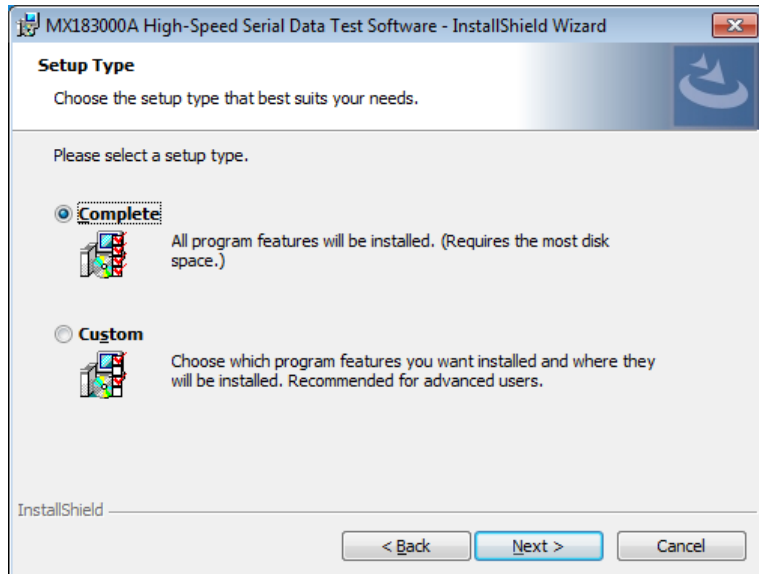 MX183000A High-Speed Serial Data Test Software - InstallShield Wizard
Setup Type
Choose the setup type that best suits your needs.
Please select a setup type.
Complete
All program features will be installed. (Requires the most disk
space.)
Custom
Choose which program features you want installed and where they
will be installed. Recommended for advanced users.
InstallShield
< Back Next > Cancel